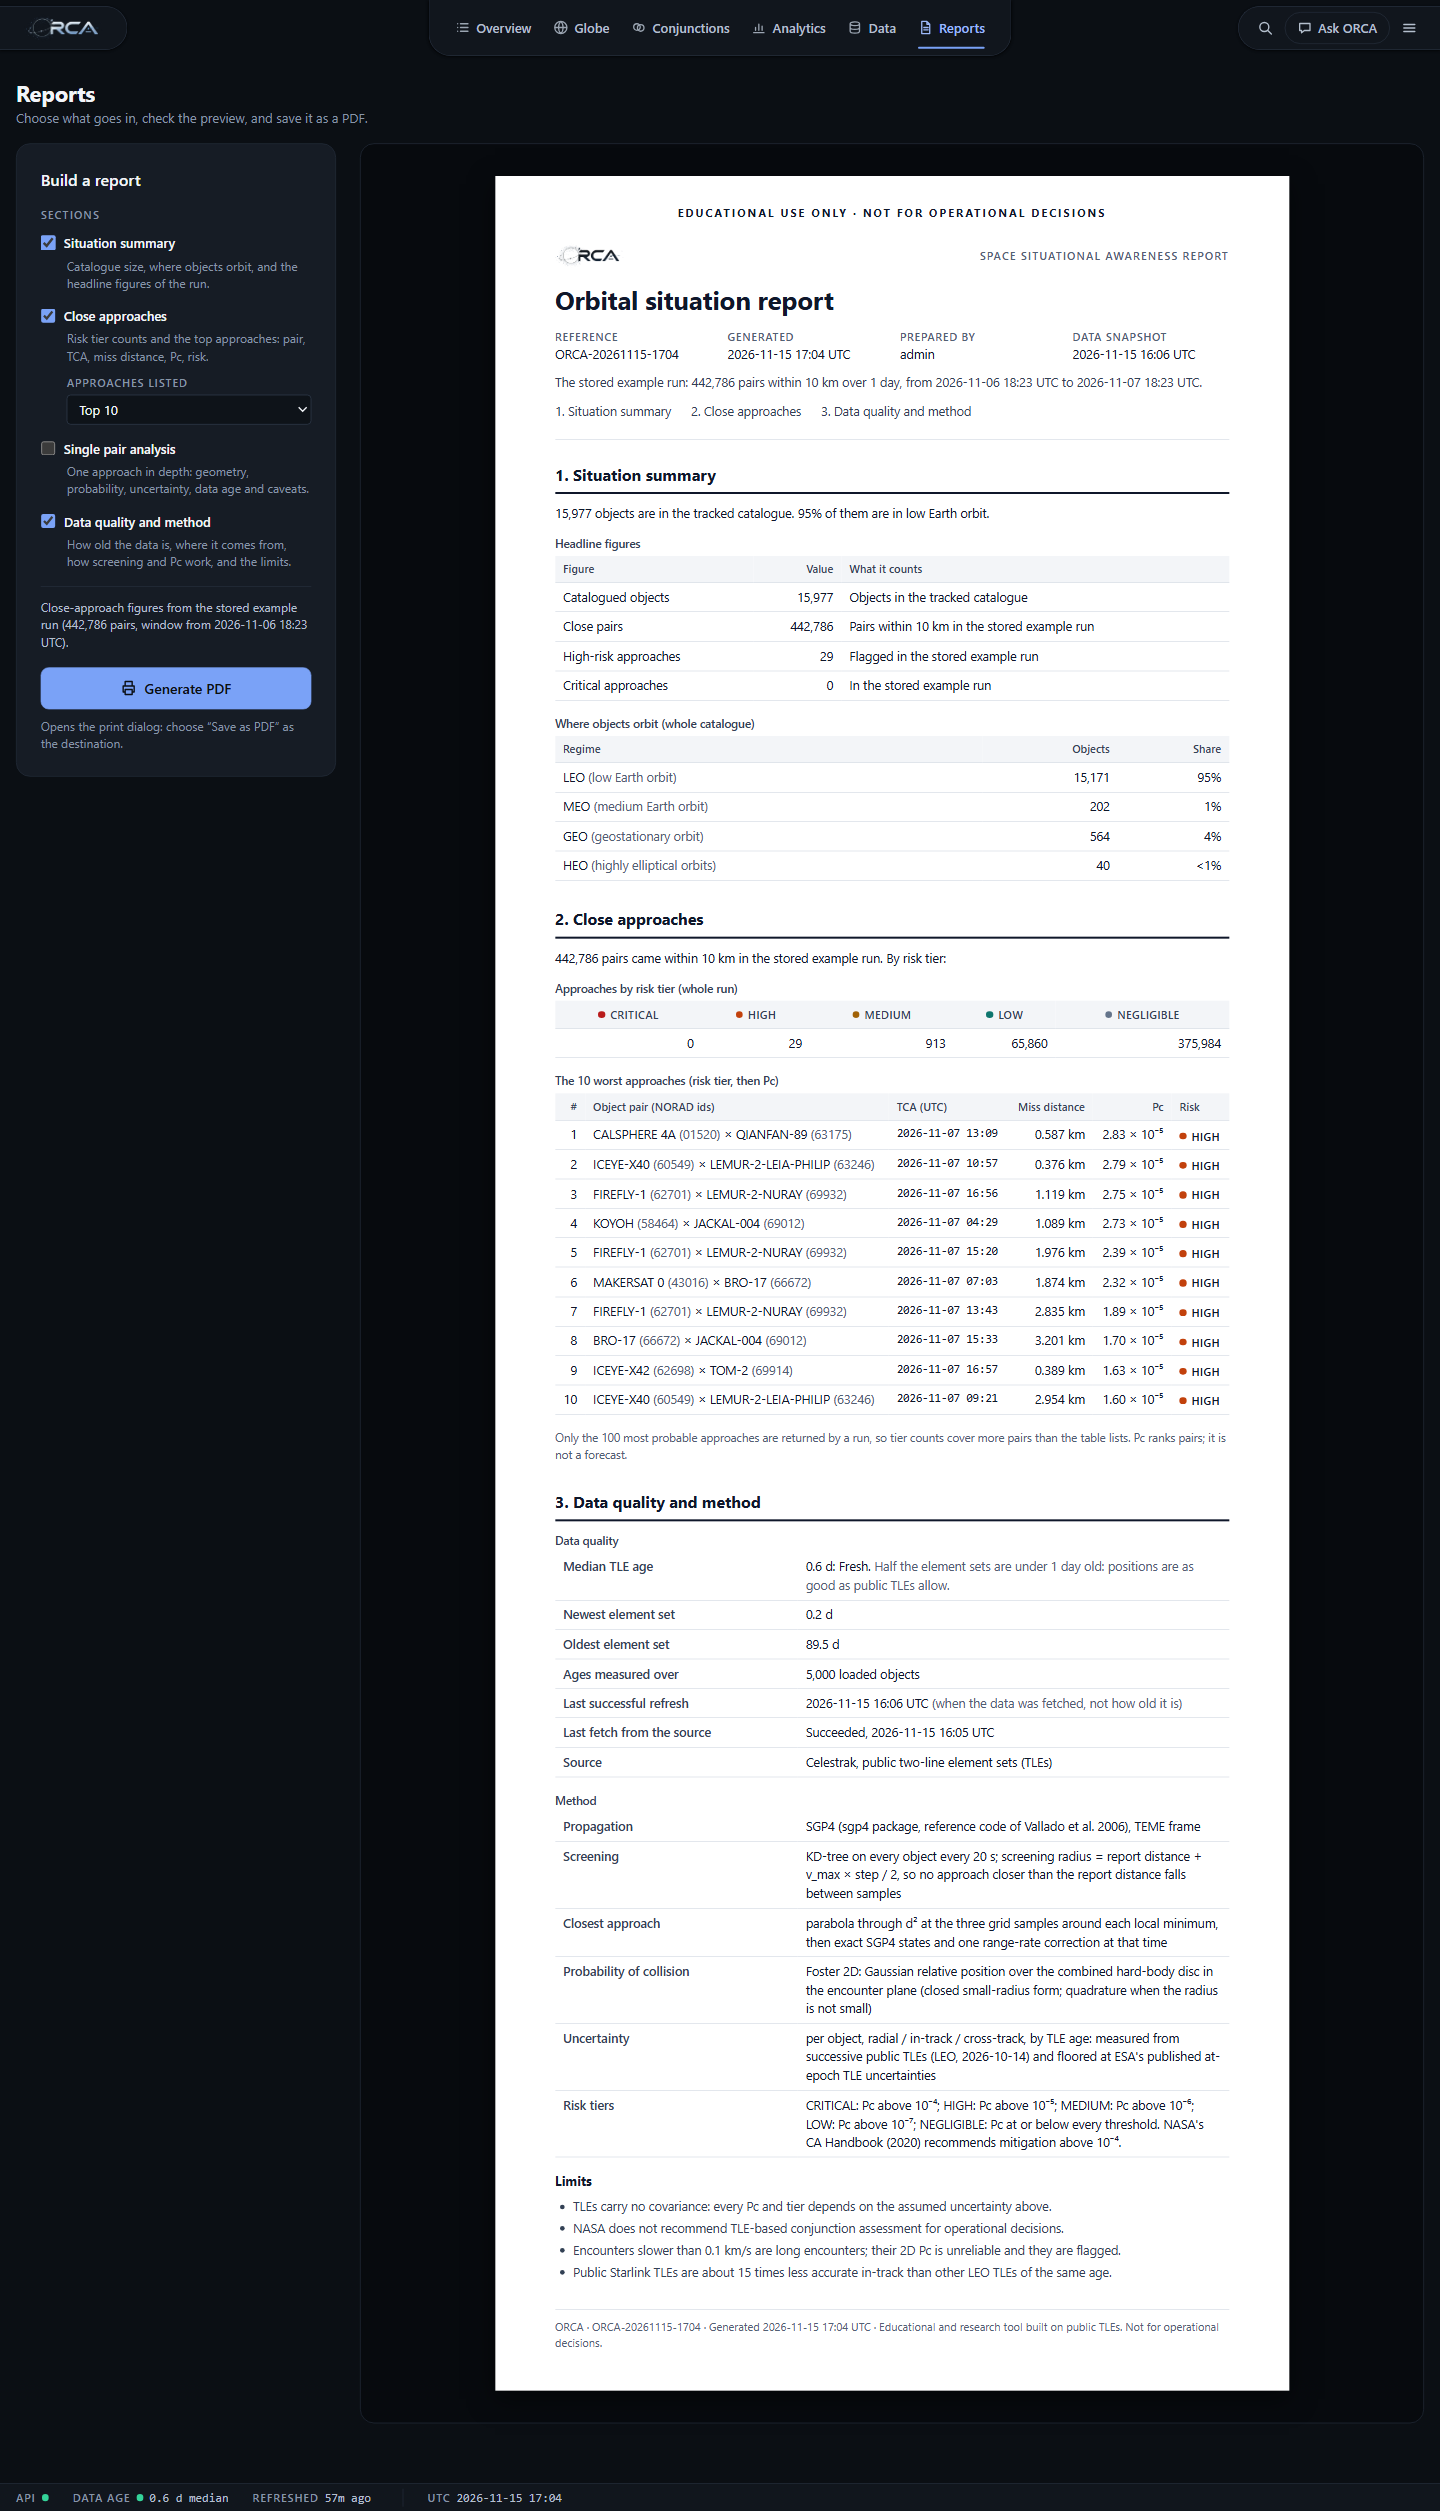 ORCA
Overview
Globe
Conjunctions
Analytics
Data
Reports
Ask ORCA
Reports
Choose what goes in, check the preview, and save it as a PDF.
Build a report
SECTIONS
Situation summary
Catalogue size, where objects orbit, and the
headline figures of the run.
Close approaches
Risk tier counts and the top approaches: pair,
TCA, miss distance, Pc, risk.
APPROACHES LISTED
Top 10
Single pair analysis
One approach in depth: geometry,
probability, uncertainty, data age and caveats.
Data quality and method
How old the data is, where it comes from,
how screening and Pc work, and the limits.
Close-approach figures from the stored example
run (442,786 pairs, window from 2026-11-06 18:23
UTC).
Generate PDF
Opens the print dialog: choose “Save as PDF” as
the destination.
EDUCATIONAL USE ONLY · NOT FOR OPERATIONAL DECISIONS
ORCA
SPACE SITUATIONAL AWARENESS REPORT
Orbital situation report
REFERENCE GENERATED PREPARED BY DATA SNAPSHOT
ORCA-20261115-1704 2026-11-15 17:04 UTC admin 2026-11-15 16:06 UTC
The stored example run: 442,786 pairs within 10 km over 1 day, from 2026-11-06 18:23 UTC to 2026-11-07 18:23 UTC.
1. Situation summary 2. Close approaches 3. Data quality and method
1. Situation summary
15,977 objects are in the tracked catalogue. 95% of them are in low Earth orbit.
Headline figures
Figure Value What it counts
Catalogued objects 15,977 Objects in the tracked catalogue
Close pairs 442,786 Pairs within 10 km in the stored example run
High-risk approaches 29 Flagged in the stored example run
Critical approaches 0 In the stored example run
Where objects orbit (whole catalogue)
Regime Objects Share
LEO (low Earth orbit) 15,171 95%
MEO (medium Earth orbit) 202 1%
GEO (geostationary orbit) 564 4%
HEO (highly elliptical orbits) 40 <1%
2. Close approaches
442,786 pairs came within 10 km in the stored example run. By risk tier:
Approaches by risk tier (whole run)
CRITICAL HIGH MEDIUM LOW NEGLIGIBLE
0 29 913 65,860 375,984
The 10 worst approaches (risk tier, then Pc)
# Object pair (NORAD ids) TCA (UTC) Miss distance Pc Risk
1 CALSPHERE 4A (01520) × QIANFAN-89 (63175) 2026-11-07 13:09 0.587 km 2.83 × 10⁻⁵ HIGH
2 ICEYE-X40 (60549) × LEMUR-2-LEIA-PHILIP (63246) 2026-11-07 10:57 0.376 km 2.79 × 10⁻⁵ HIGH
3 FIREFLY-1 (62701) × LEMUR-2-NURAY (69932) 2026-11-07 16:56 1.119 km 2.75 × 10⁻⁵ HIGH
4 KOYOH (58464) × JACKAL-004 (69012) 2026-11-07 04:29 1.089 km 2.73 × 10⁻⁵ HIGH
5 FIREFLY-1 (62701) × LEMUR-2-NURAY (69932) 2026-11-07 15:20 1.976 km 2.39 × 10⁻⁵ HIGH
6 MAKERSAT 0 (43016) × BRO-17 (66672) 2026-11-07 07:03 1.874 km 2.32 × 10⁻⁵ HIGH
7 FIREFLY-1 (62701) × LEMUR-2-NURAY (69932) 2026-11-07 13:43 2.835 km 1.89 × 10⁻⁵ HIGH
8 BRO-17 (66672) × JACKAL-004 (69012) 2026-11-07 15:33 3.201 km 1.70 × 10⁻⁵ HIGH
9 ICEYE-X42 (62698) × TOM-2 (69914) 2026-11-07 16:57 0.389 km 1.63 × 10⁻⁵ HIGH
10 ICEYE-X40 (60549) × LEMUR-2-LEIA-PHILIP (63246) 2026-11-07 09:21 2.954 km 1.60 × 10⁻⁵ HIGH
Only the 100 most probable approaches are returned by a run, so tier counts cover more pairs than the table lists. Pc ranks pairs; it is
not a forecast.
3. Data quality and method
Data quality
Median TLE age 0.6 d: Fresh. Half the element sets are under 1 day old: positions are as
good as public TLEs allow.
Newest element set 0.2 d
Oldest element set 89.5 d
Ages measured over 5,000 loaded objects
Last successful refresh 2026-11-15 16:06 UTC (when the data was fetched, not how old it is)
Last fetch from the source Succeeded, 2026-11-15 16:05 UTC
Source Celestrak, public two-line element sets (TLEs)
Method
Propagation SGP4 (sgp4 package, reference code of Vallado et al. 2006), TEME frame
Screening KD-tree on every object every 20 s; screening radius = report distance +
v_max × step / 2, so no approach closer than the report distance falls
between samples
Closest approach parabola through d² at the three grid samples around each local minimum,
then exact SGP4 states and one range-rate correction at that time
Probability of collision Foster 2D: Gaussian relative position over the combined hard-body disc in
the encounter plane (closed small-radius form; quadrature when the radius
is not small)
Uncertainty per object, radial / in-track / cross-track, by TLE age: measured from
successive public TLEs (LEO, 2026-10-14) and floored at ESA's published at-
epoch TLE uncertainties
Risk tiers CRITICAL: Pc above 10⁻⁴; HIGH: Pc above 10⁻⁵; MEDIUM: Pc above 10⁻⁶;
LOW: Pc above 10⁻⁷; NEGLIGIBLE: Pc at or below every threshold. NASA's
CA Handbook (2020) recommends mitigation above 10⁻⁴.
Limits
• TLEs carry no covariance: every Pc and tier depends on the assumed uncertainty above.
• NASA does not recommend TLE-based conjunction assessment for operational decisions.
• Encounters slower than 0.1 km/s are long encounters; their 2D Pc is unreliable and they are flagged.
• Public Starlink TLEs are about 15 times less accurate in-track than other LEO TLEs of the same age.
ORCA · ORCA-20261115-1704 · Generated 2026-11-15 17:04 UTC · Educational and research tool built on public TLEs. Not for operational
decisions.
API DATA AGE 0.6 d median REFRESHED 57m ago UTC 2026-11-15 17:04